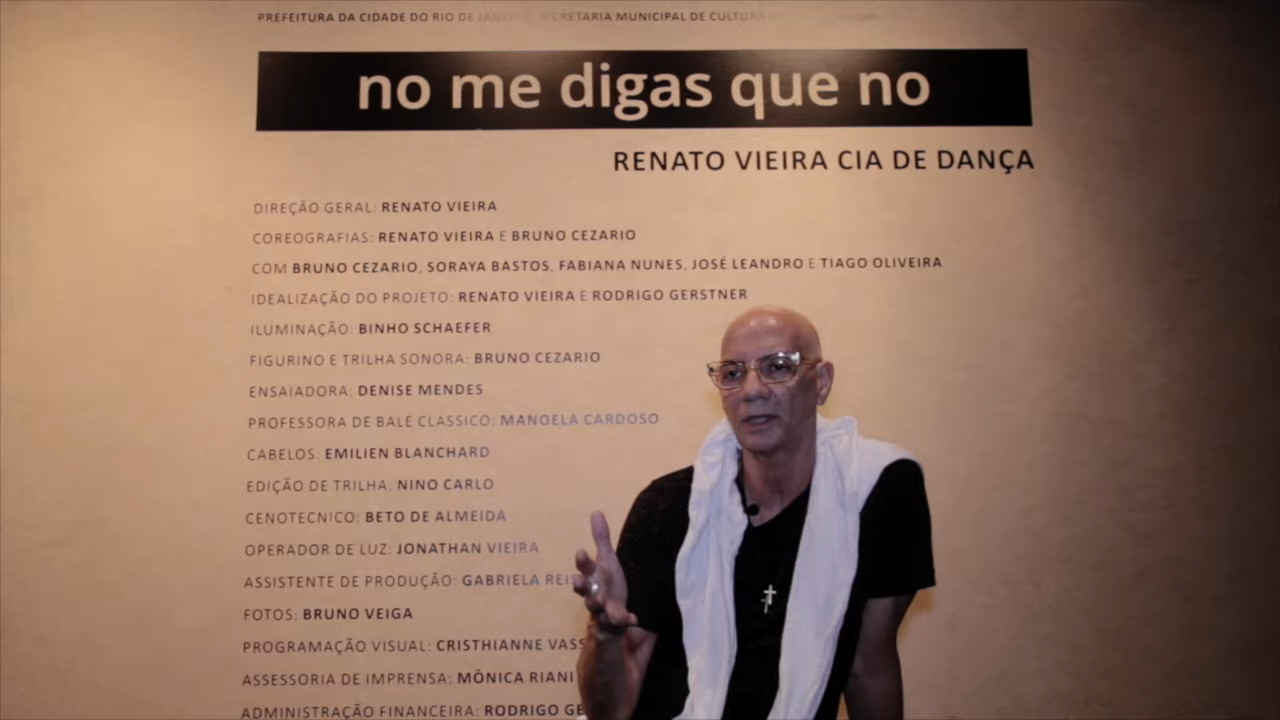 PREFEITURA DA CIDADE DO RIO DE JANEIRO SECRETARIA MUNICIPAL DE CULTURA
no me digas que no
RENATO VIEIRA CIA DE DANÇA
DIREÇÃO GERAL: RENATO VIEIRA
COREOGRAFIAS: RENATO VIEIRA E BRUNO CEZARIO
COM BRUNO CEZARIO, SORAYA BASTOS, FABIANA NUNES, JOSÉ LEANDRO E TIAGO OLIVEIRA
IDEALIZAÇÃO DO PROJETO: RENATO VIEIRA E RODRIGO GERSTNER
ILUMINAÇÃO: BINHO SCHAEFER
FIGURINO E TRILHA SONORA: BRUNO CEZARIO
ENSAIADORA: DENISE MENDES
PROFESSORA DE BALÉ CLASSICO: MANOELA CARDOSO
CABELOS: EMILIEN BLANCHARD
EDIÇÃO DE TRILHA: NINO CARLO
CENOTECNICO: BETO DE ALMEIDA
OPERADOR DE LUZ: JONATHAN VIEIRA
ASSISTENTE DE PRODUÇÃO: GABRIELA REIS
FOTOS: BRUNO VEIGA
PROGRAMAÇÃO VISUAL: CRISTHIANNE VASS
ASSESSORIA DE IMPRENSA: MÔNICA RIANI
ADMINISTRAÇÃO FINANCEIRA: RODRIGO GE